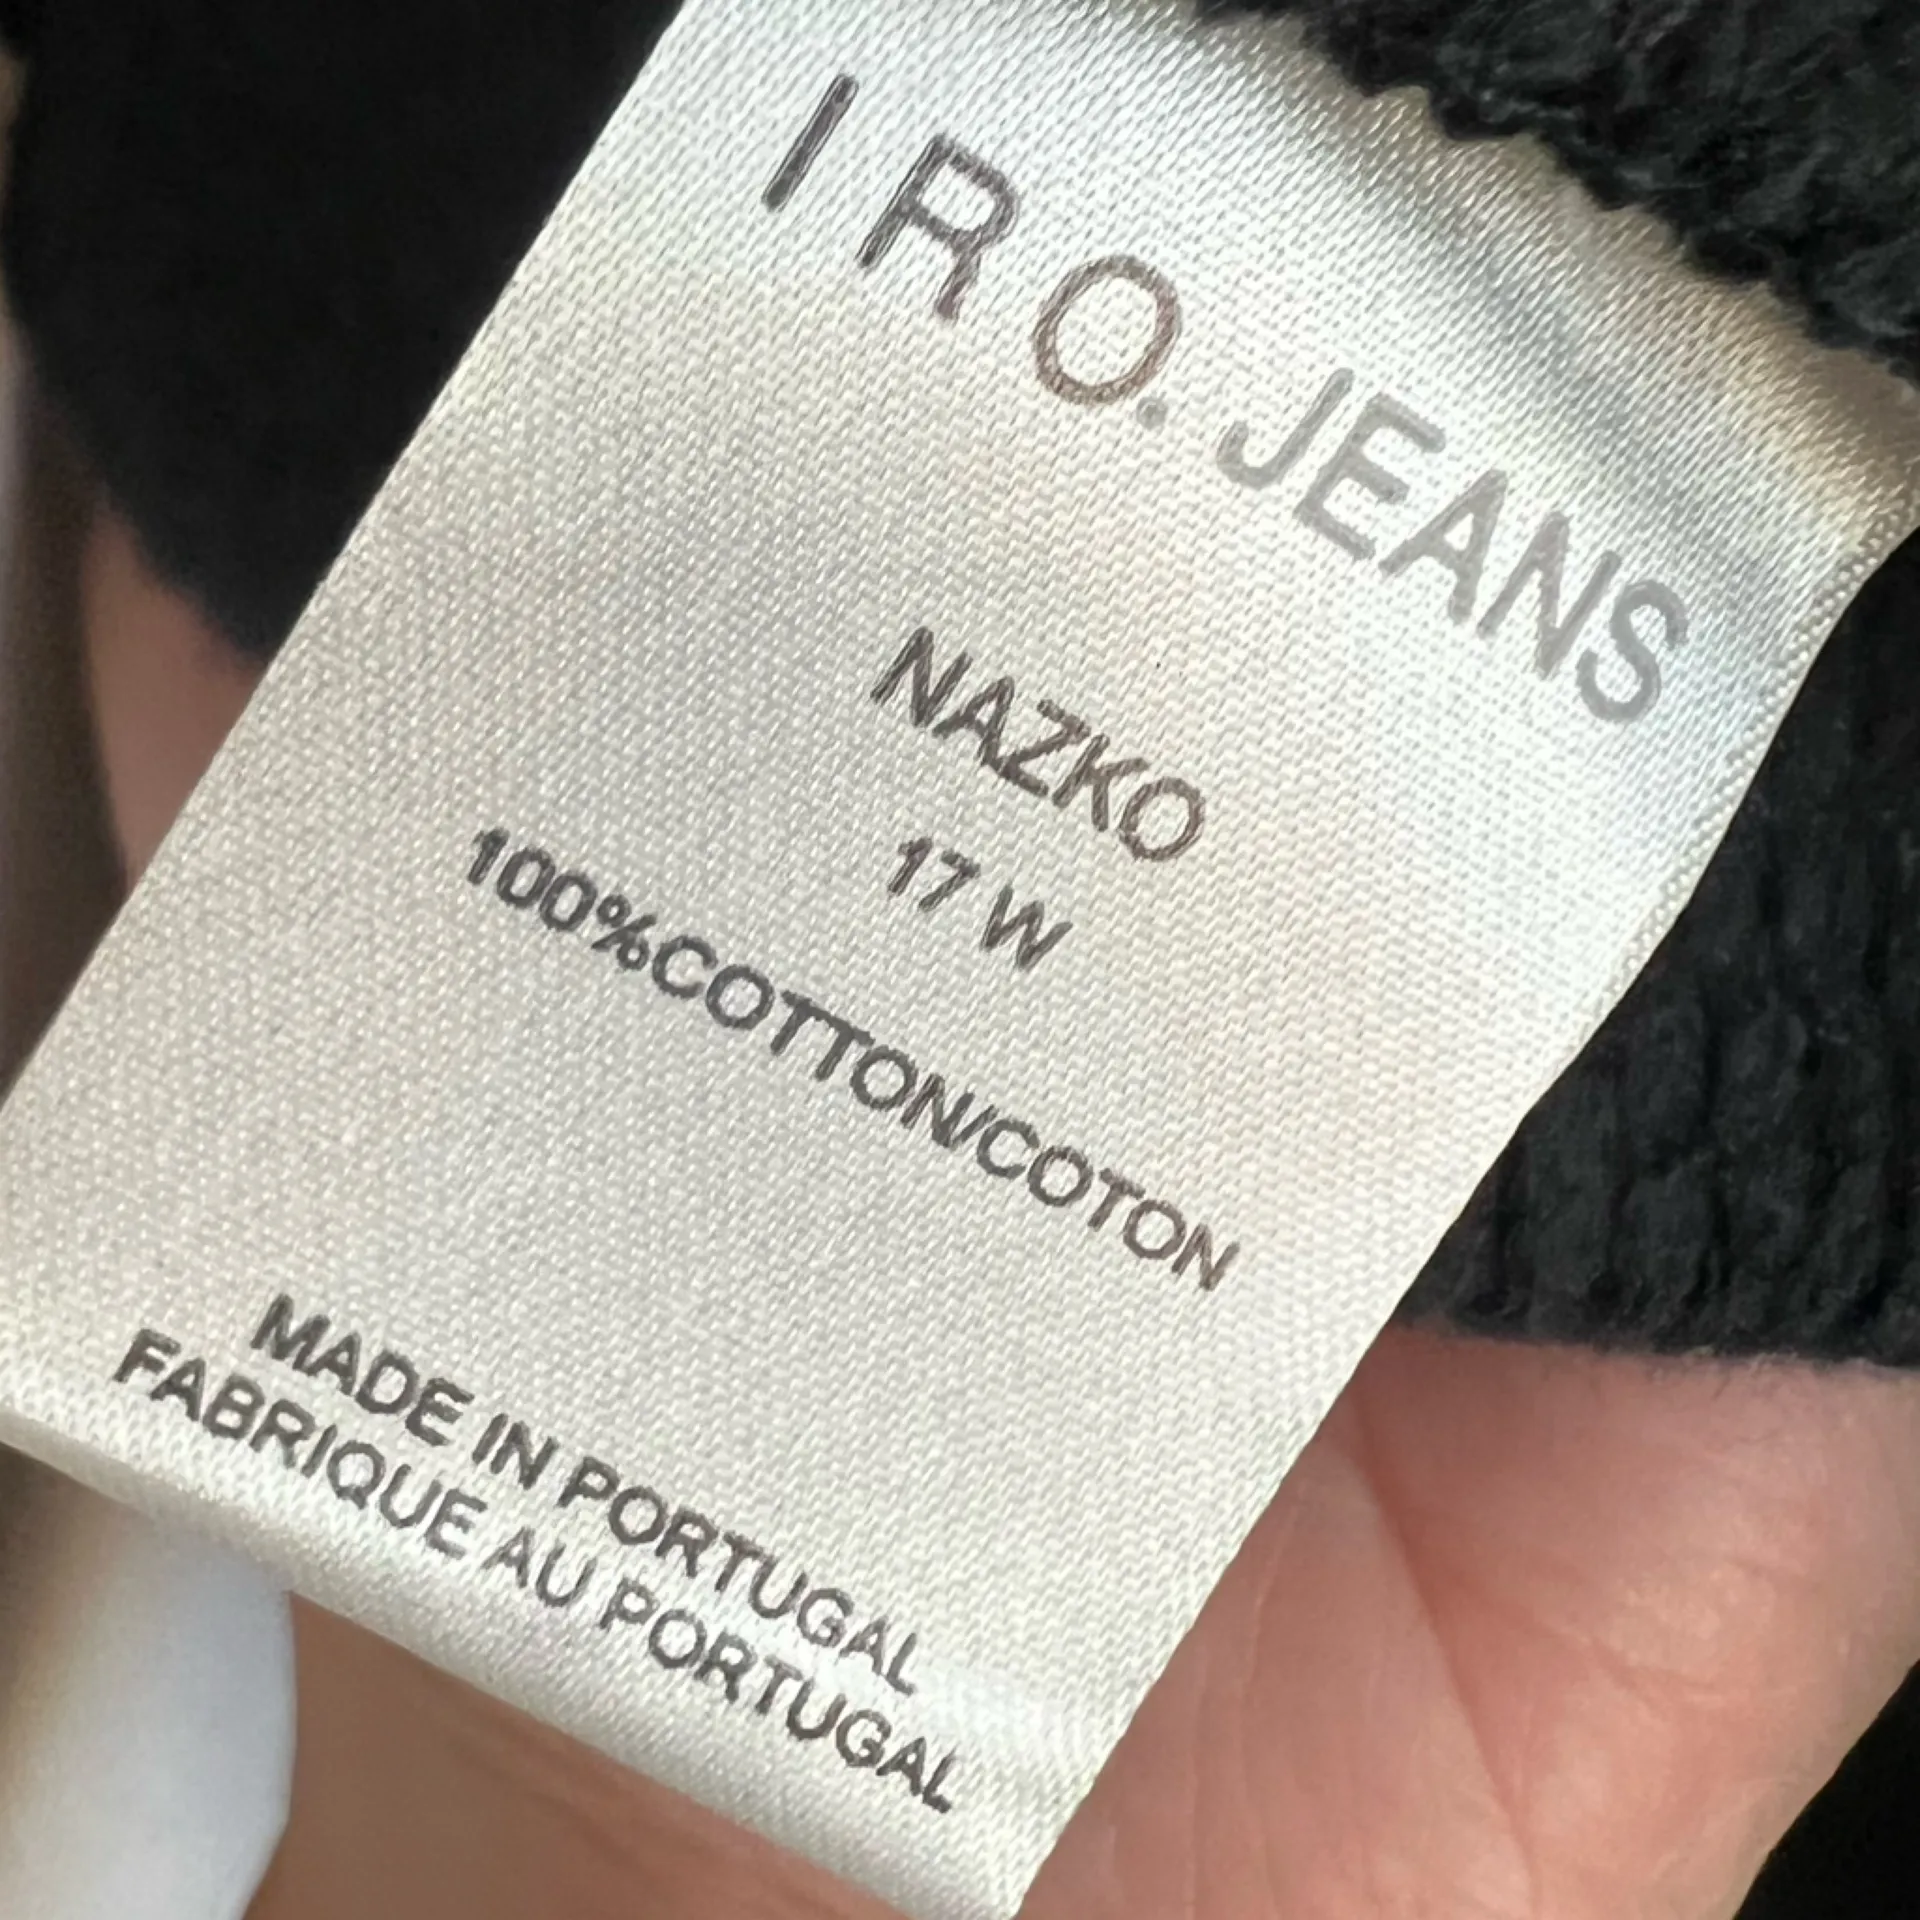 IRO. JEANS
NAZKO
17 W
100%COTTON/COTON
MADE IN PORTUGAL
FABRIQUE AU PORTUGAL